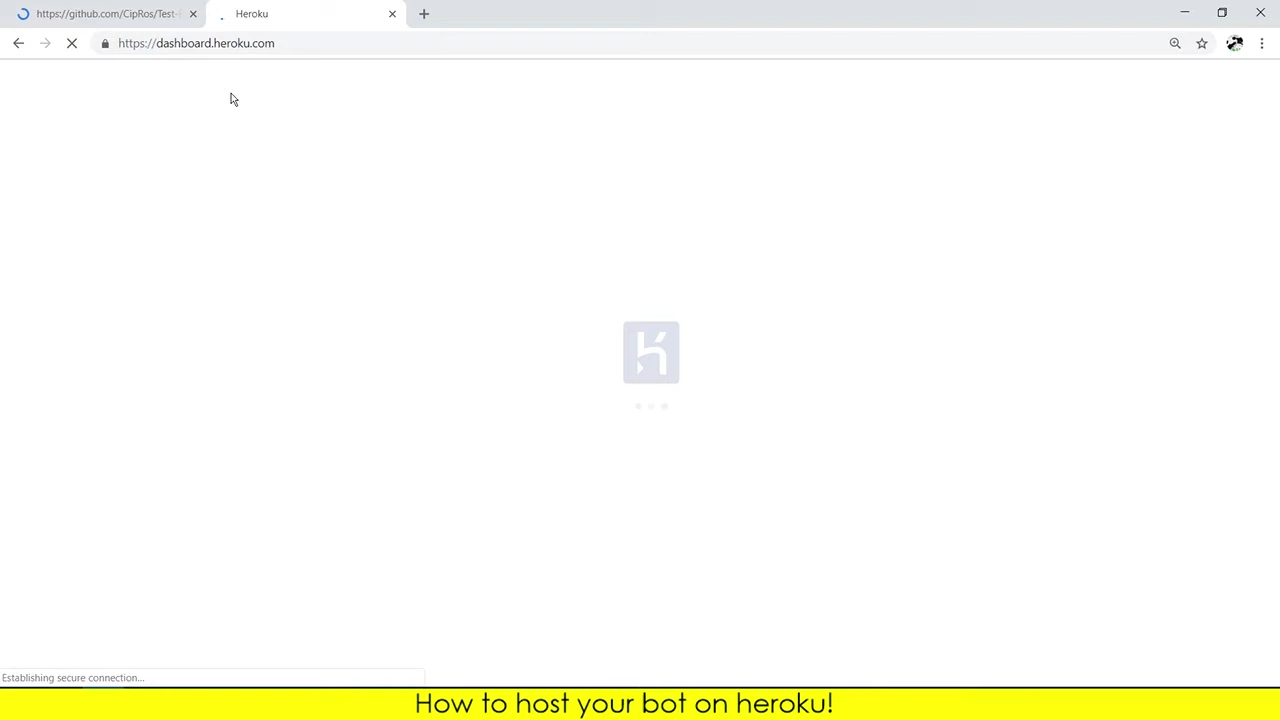 https://github.com/CipRos/Test-
Heroku
https://dashboard.heroku.com
Establishing secure connection...
How to host your bot on heroku!